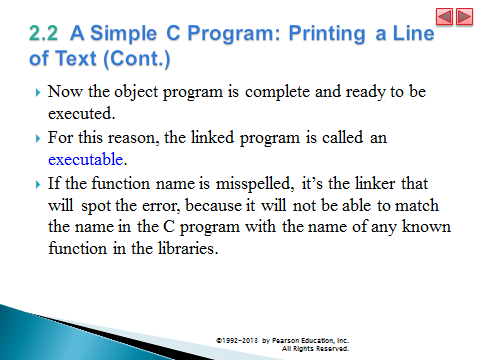 2.2 A Simple C Program: Printing a Line
of Text (Cont.)
Now the object program is complete and ready to be
executed.
For this reason, the linked program is called an
executable.
If the function name is misspelled, it’s the linker that
will spot the error, because it will not be able to match
the name in the C program with the name of any known
function in the libraries.
©1992-2013 by Pearson Education, Inc.
All Rights Reserved.